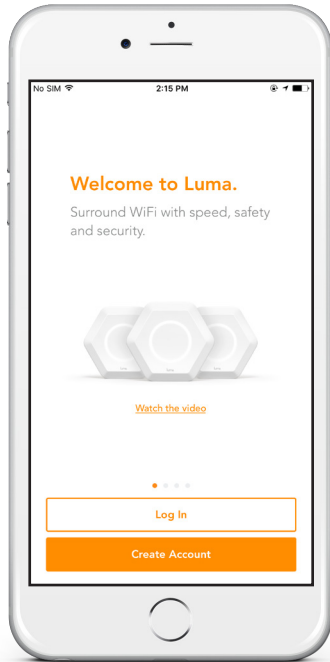 No SIM 2:15 PM
Welcome to Luma.
Surround WiFi with speed, safety
and security.
Watch the video
Log In
Create Account